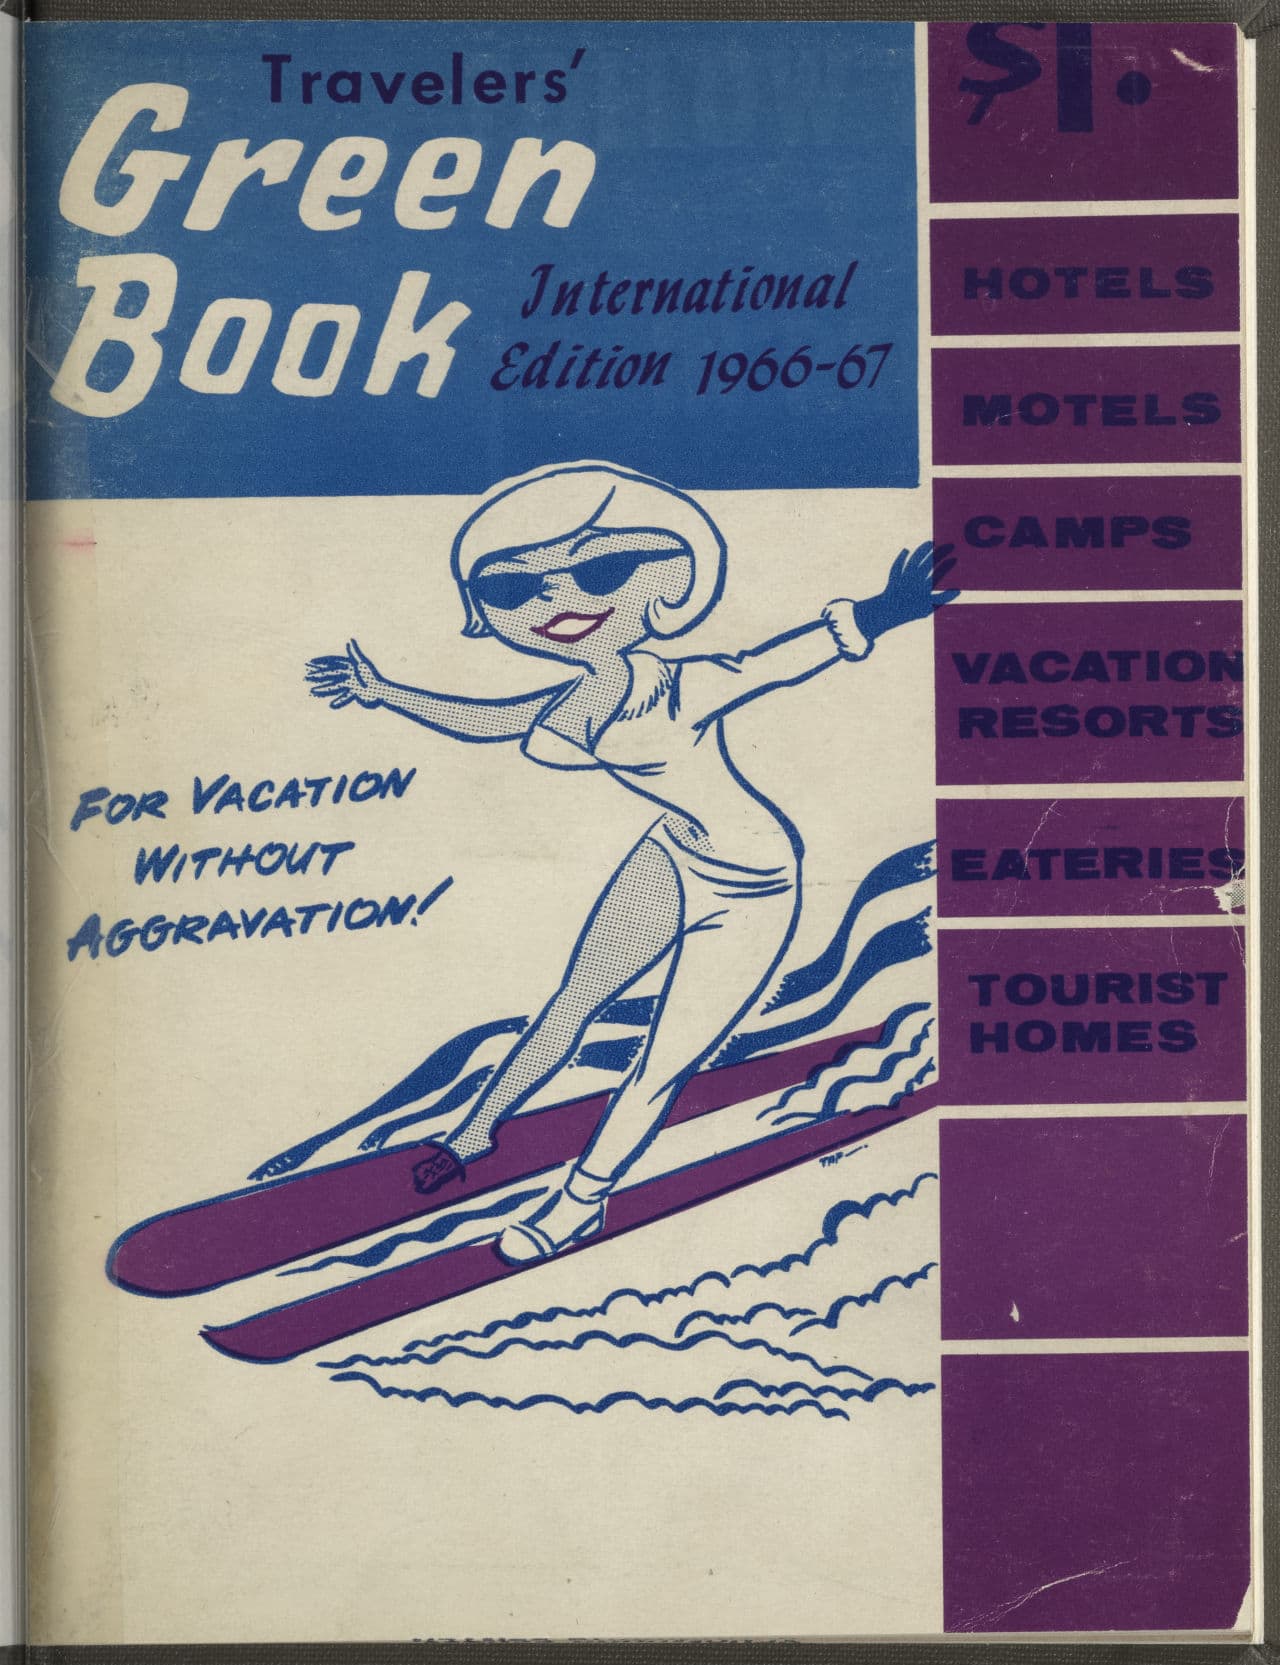 Travelers'
Green
Book
International
Edition 1966-67
$1.
HOTELS
MOTELS
CAMPS
VACATION
RESORTS
EATERIES
TOURIST
HOMES
FOR VACATION
WITHOUT
AGGRAVATION!